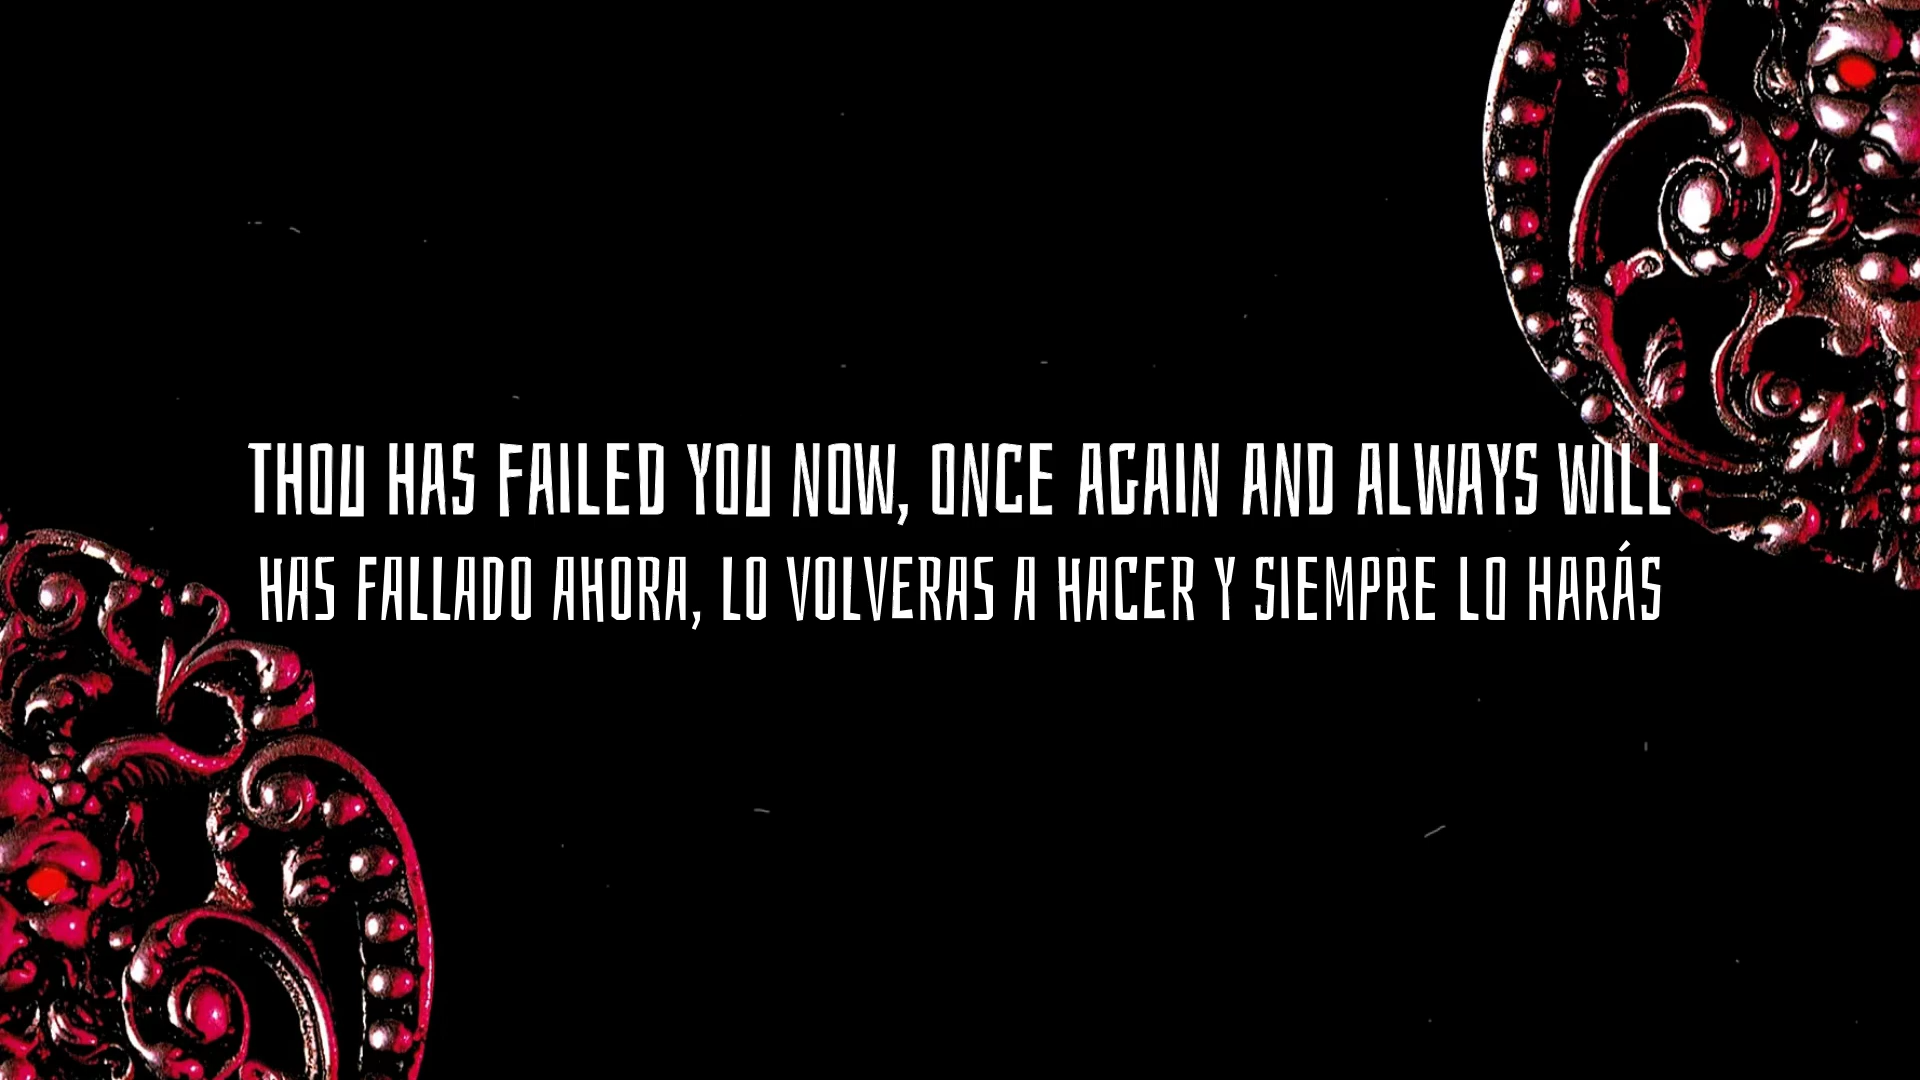 THOU HAS FAILED YOU NOW, ONCE AGAIN AND ALWAYS WILL
HAS FALLADO AHORA, LO VOLVERAS A HACER Y SIEMPRE LO HARÁS